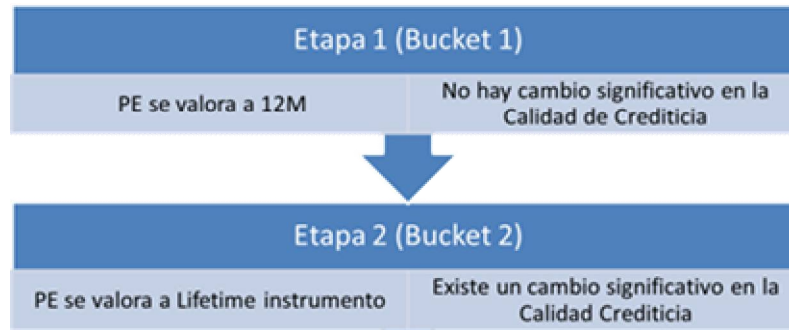 Etapa 1 (Bucket 1)
PE se valora a 12M
No hay cambio significativo en la
Calidad de Crediticia
Etapa 2 (Bucket 2)
PE se valora a Lifetime instrumento
Existe un cambio significativo en la
Calidad Crediticia